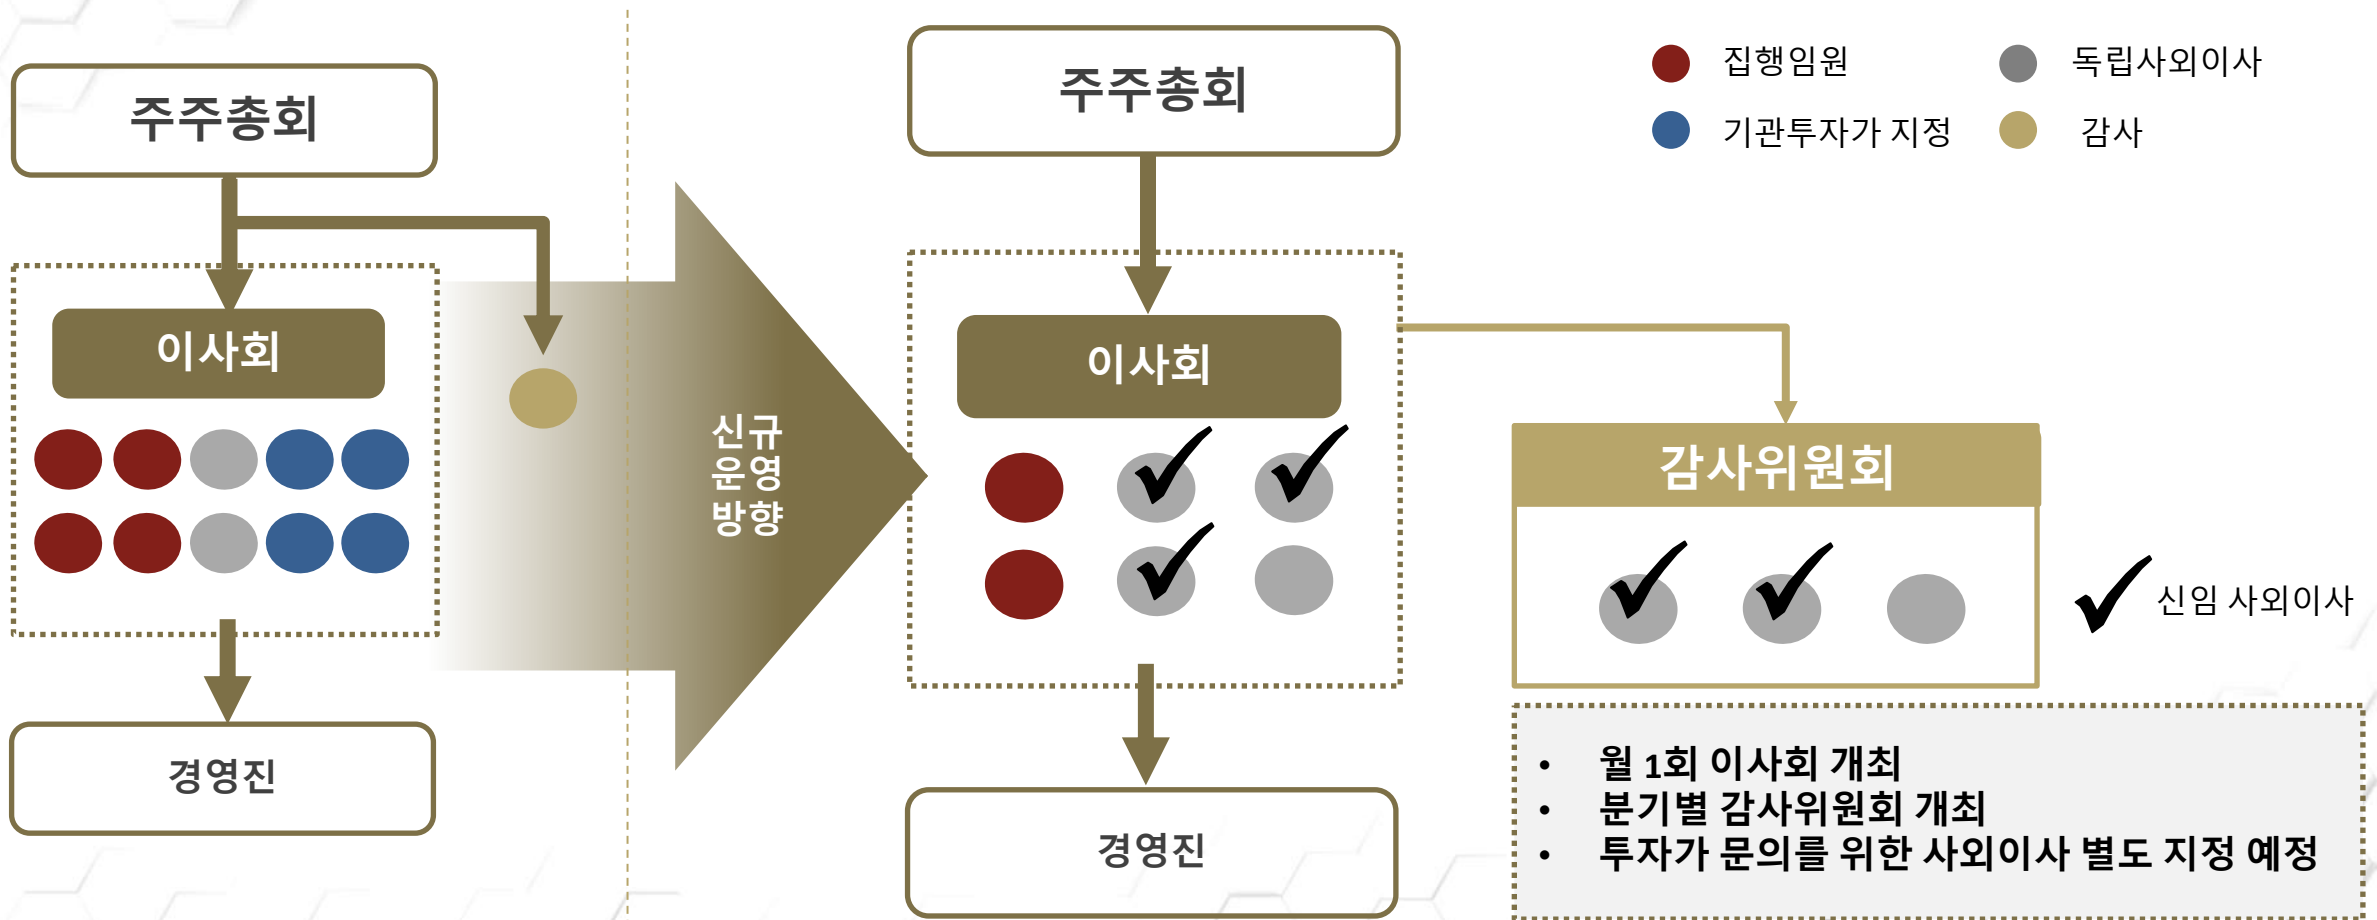 주주총회
이사회
경영진
신규
운영
방향
주주총회
이사회
경영진
집행임원
독립사외이사
기관투자가 지정
감사
감사위원회
신임 사외이사
• 월 1회 이사회 개최
• 분기별 감사위원회 개최
• 투자가 문의를 위한 사외이사 별도 지정 예정